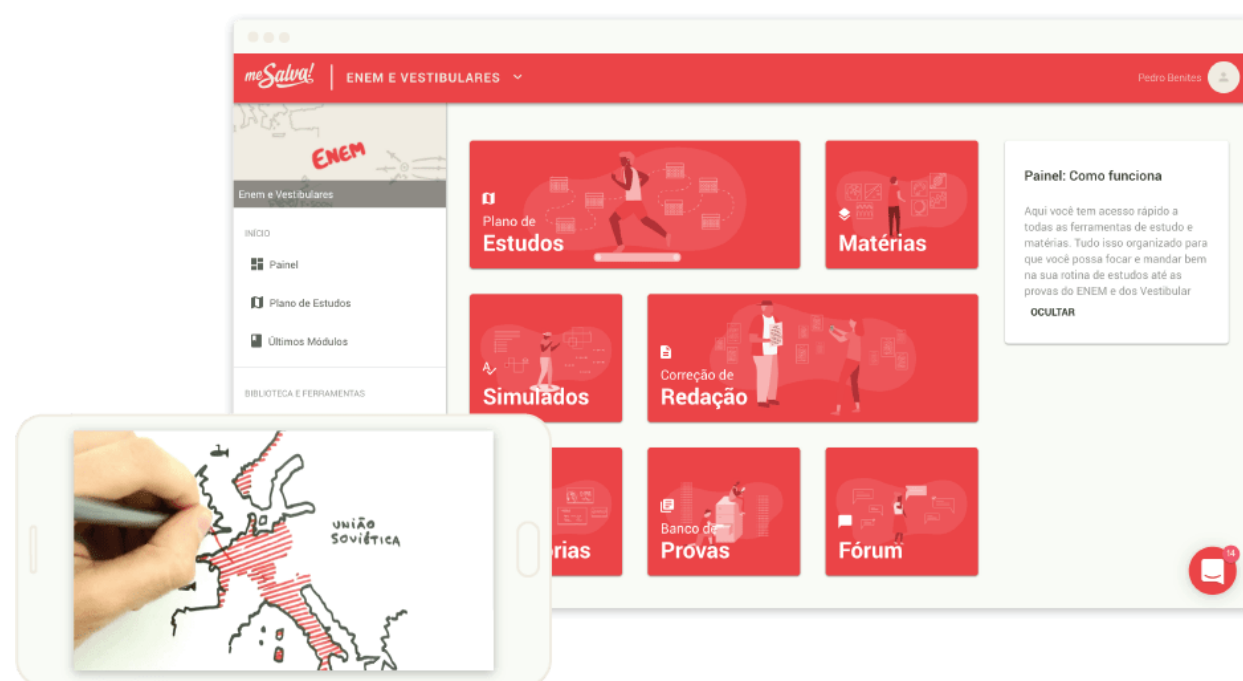 meSalva!
ENEM E VESTIBULARES
Pedro Benites
ENEM
Enem e Vestibulares
INÍCIO
Painel
Plano de Estudos
Últimos Módulos
BIBLIOTECA E FERRAMENTAS
Plano de
Estudos
Matérias
Simulados
Correção de
Redação
rias
Banco de
Provas
Fórum
Painel: Como funciona
Aqui você tem acesso rápido a
todas as ferramentas de estudo e
matérias. Tudo isso organizado para
que você possa focar e mandar bem
na sua rotina de estudos até as
provas do ENEM e dos Vestibular
OCULTAR
14
UNIÃO
SOVIÉTICA